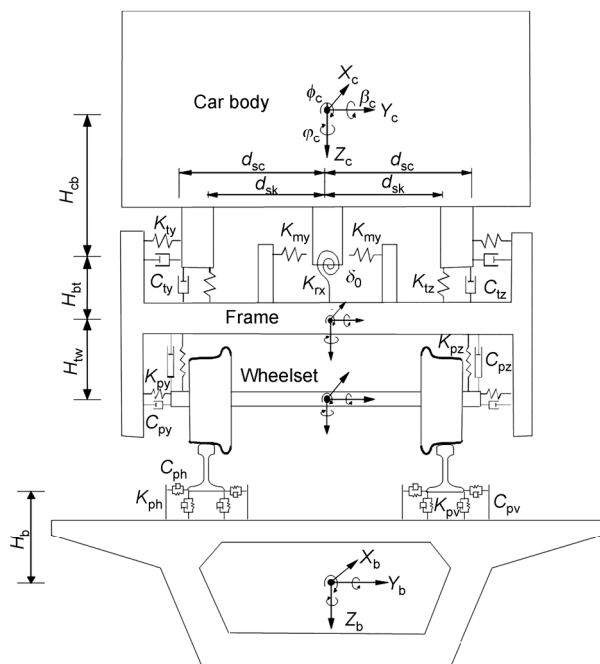 X_c
ϕ_c
β_c
Car body
Y_c
φ_c
Z_c
d_sc
d_sc
d_sk
d_sk
H_cb
K_ty
K_my
K_my
C_ty
K_rx
δ_0
K_tz
C_tz
H_bt
Frame
H_tw
K_py
Wheelset
K_pz
C_pz
C_py
C_ph
K_ph
K_pv
C_pv
H_b
X_b
Y_b
Z_b